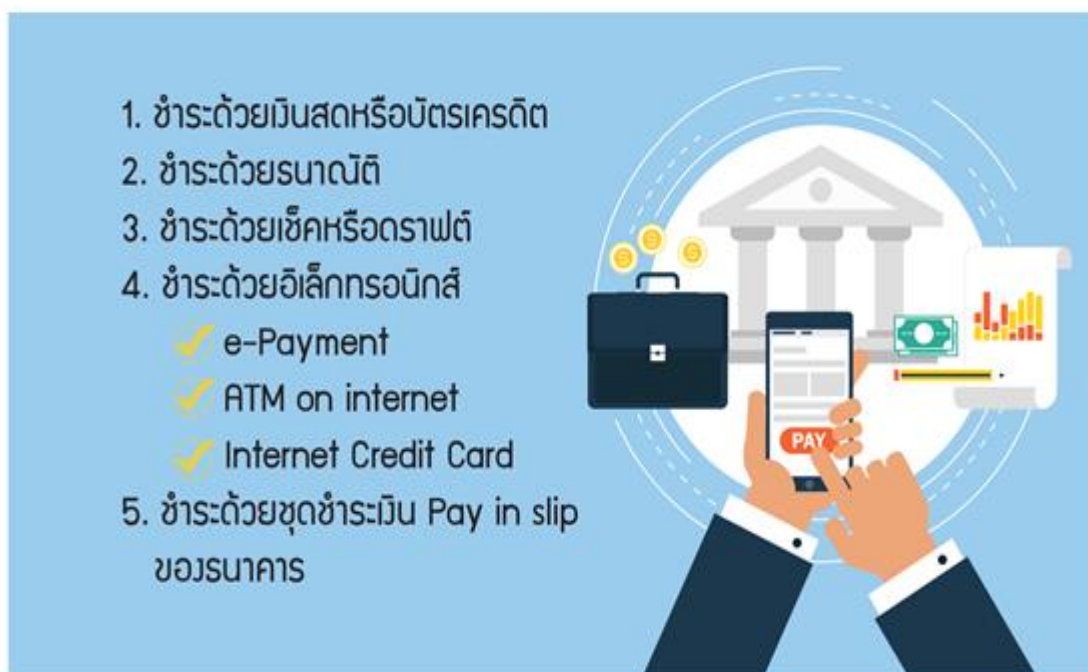 1. ชำระด้วยเงินสดหรือบัตรเครดิต
2. ชำระด้วยธนาณัติ
3. ชำระด้วยเช็คหรือดราฟต์
4. ชำระด้วยอิเล็กทรอนิกส์
e-Payment
ATM on internet
Internet Credit Card
5. ชำระด้วยชุดชำระเงิน Pay in slip
ของธนาคาร
PAY